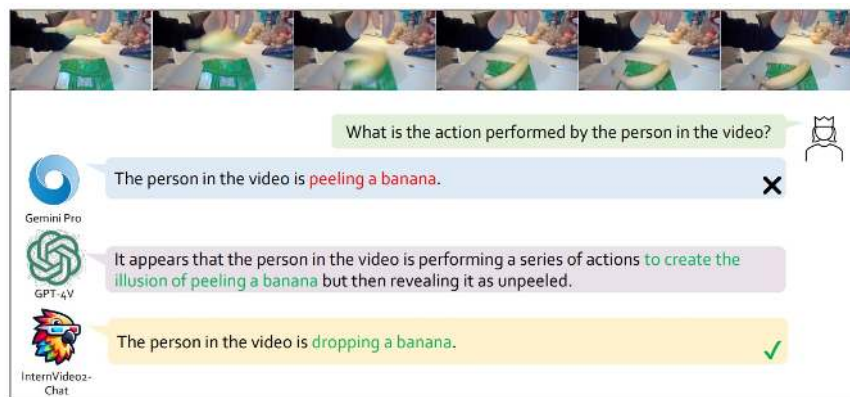 What is the action performed by the person in the video?
The person in the video is peeling a banana.
Gemini Pro
It appears that the person in the video is performing a series of actions to create the
illusion of peeling a banana but then revealing it as unpeeled.
GPT-4V
The person in the video is dropping a banana.
InternVideo2-
Chat